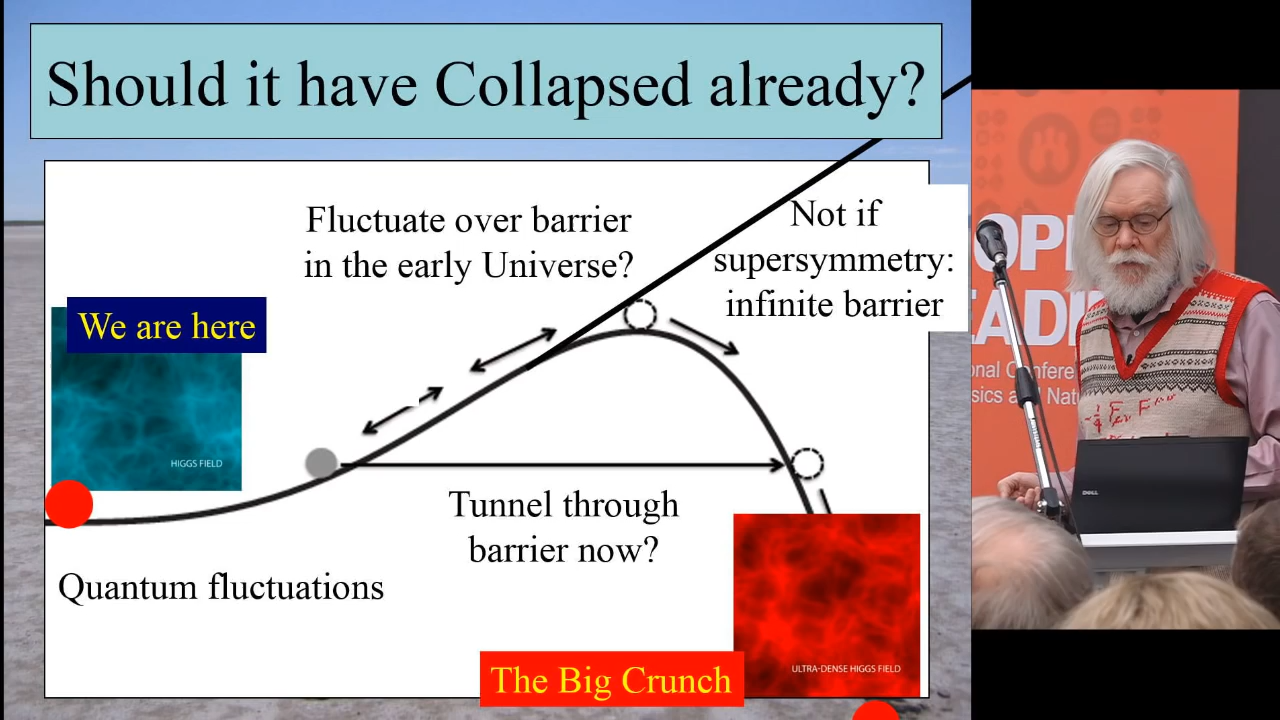 Should it have Collapsed already?
Fluctuate over barrier
in the early Universe?
Not if
supersymmetry:
infinite barrier
We are here
HIGGS FIELD
Tunnel through
barrier now?
Quantum fluctuations
ULTRA-DENSE HIGGS FIELD
The Big Crunch
DELL